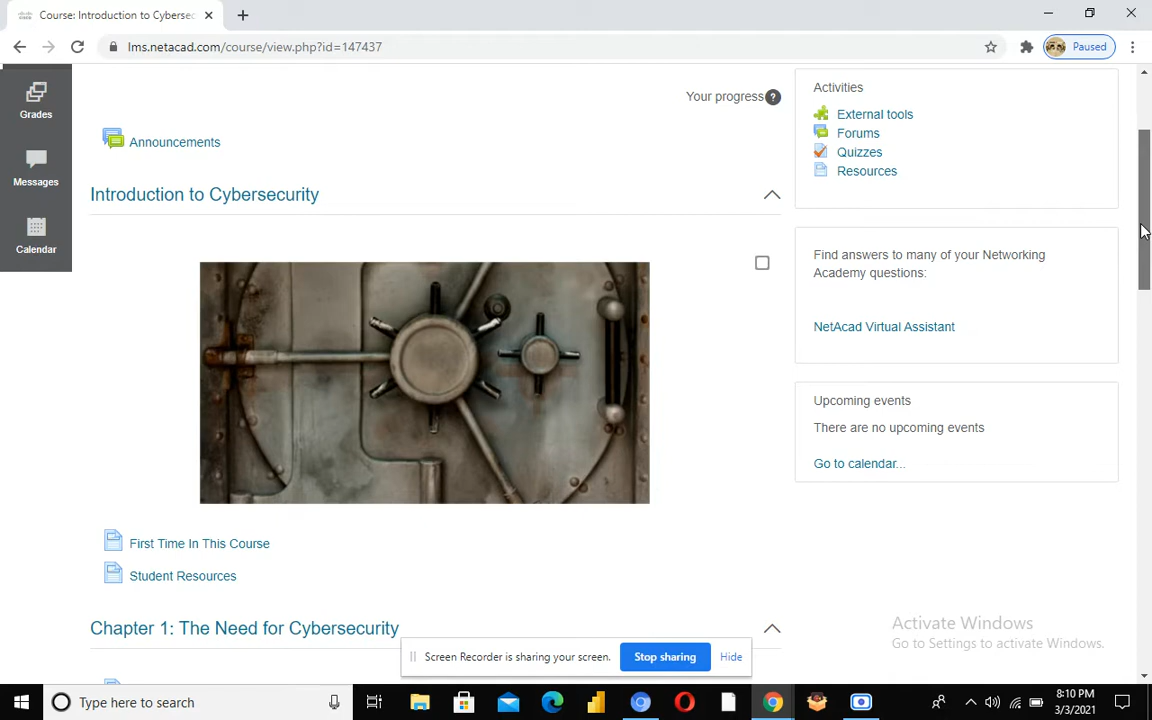 Course: Introduction to Cybersec
lms.netacad.com/course/view.php?id=147437
Paused
Grades
Messages
Calendar
Your progress
Announcements
Introduction to Cybersecurity
First Time In This Course
Student Resources
Chapter 1: The Need for Cybersecurity
Activities
External tools
Forums
Quizzes
Resources
Find answers to many of your Networking
Academy questions:
NetAcad Virtual Assistant
Upcoming events
There are no upcoming events
Go to calendar...
Activate Windows
Go to Settings to activate Windows.
Screen Recorder is sharing your screen.
Stop sharing
Hide
Type here to search
8:10 PM
3/3/2021